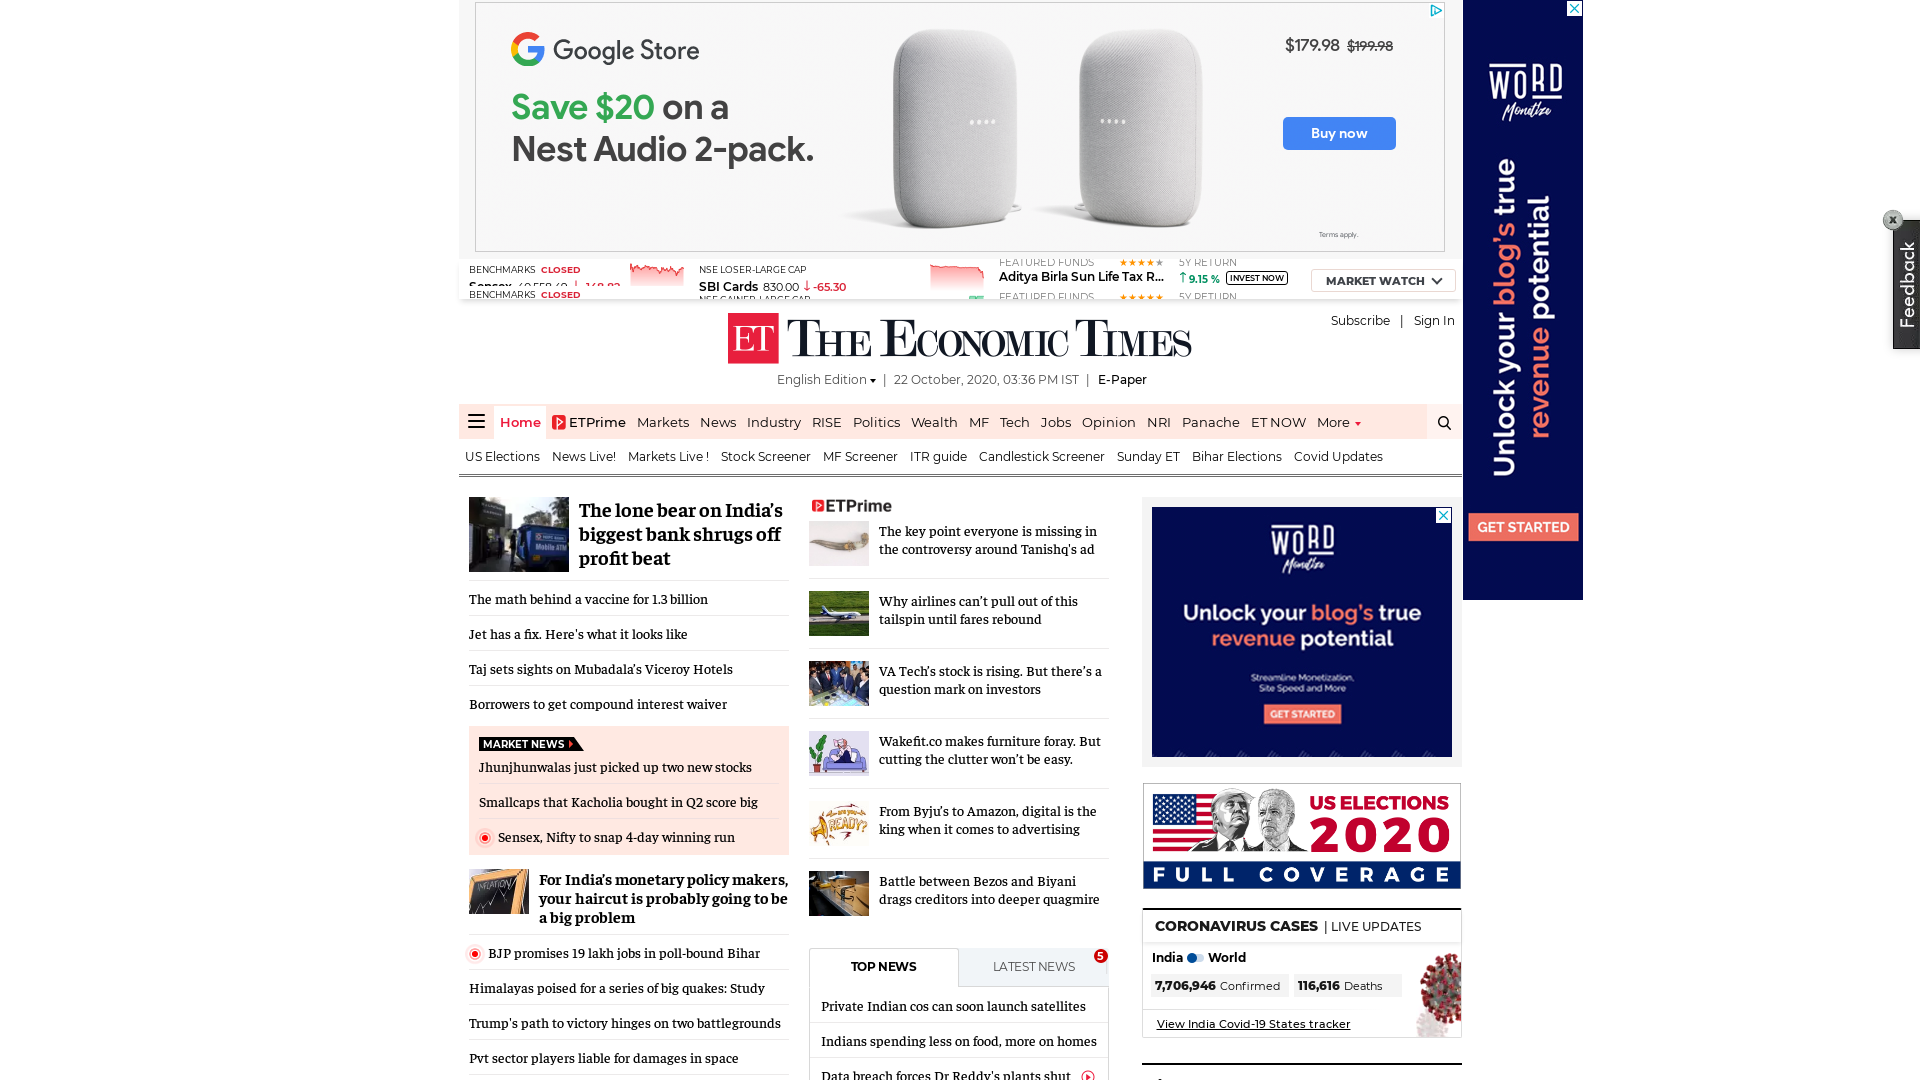 Google Store
Save $20 on a
Nest Audio 2-pack.
$179.98 $199.98
Buy now
Terms apply.
WORD
Monetize
Unlock your blog's true
revenue potential
GET STARTED
x
Feedback
BENCHMARKS CLOSED
NSE LOSER-LARGE CAP
SBI Cards 830.00 -65.30
BENCHMARKS CLOSED
FEATURED FUNDS ★★★★★ 5Y RETURN
Aditya Birla Sun Life Tax R... 9.15 % INVEST NOW
FEATURED FUNDS ★★★★★ 5Y RETURN
MARKET WATCH
Subscribe | Sign In
ET THE ECONOMIC TIMES
English Edition | 22 October, 2020, 03:36 PM IST | E-Paper
Home ETPrime Markets News Industry RISE Politics Wealth MF Tech Jobs Opinion NRI Panache ET NOW More
US Elections News Live! Markets Live ! Stock Screener MF Screener ITR guide Candlestick Screener Sunday ET Bihar Elections Covid Updates
The lone bear on India's
biggest bank shrugs off
profit beat
The math behind a vaccine for 1.3 billion
Jet has a fix. Here's what it looks like
Taj sets sights on Mubadala's Viceroy Hotels
Borrowers to get compound interest waiver
MARKET NEWS
Jhunjhunwalas just picked up two new stocks
Smallcaps that Kacholia bought in Q2 score big
Sensex, Nifty to snap 4-day winning run
INFLATION
For India's monetary policy makers,
your haircut is probably going to be
a big problem
BJP promises 19 lakh jobs in poll-bound Bihar
Himalayas poised for a series of big quakes: Study
Trump's path to victory hinges on two battlegrounds
Pvt sector players liable for damages in space
ETPrime
The key point everyone is missing in
the controversy around Tanishq's ad
Why airlines can't pull out of this
tailspin until fares rebound
VA Tech's stock is rising. But there's a
question mark on investors
Wakefit.co makes furniture foray. But
cutting the clutter won't be easy.
From Byju's to Amazon, digital is the
king when it comes to advertising
Battle between Bezos and Biyani
drags creditors into deeper quagmire
TOP NEWS
LATEST NEWS 5
Private Indian cos can soon launch satellites
Indians spending less on food, more on homes
Data breach forces Dr Reddy's plants shut
WORD
Monetize
Unlock your blog's true
revenue potential
Streamline Monetization,
Site Speed and More
GET STARTED
US ELECTIONS
2020
FULL COVERAGE
CORONAVIRUS CASES | LIVE UPDATES
India World
7,706,946 Confirmed 116,616 Deaths
View India Covid-19 States tracker